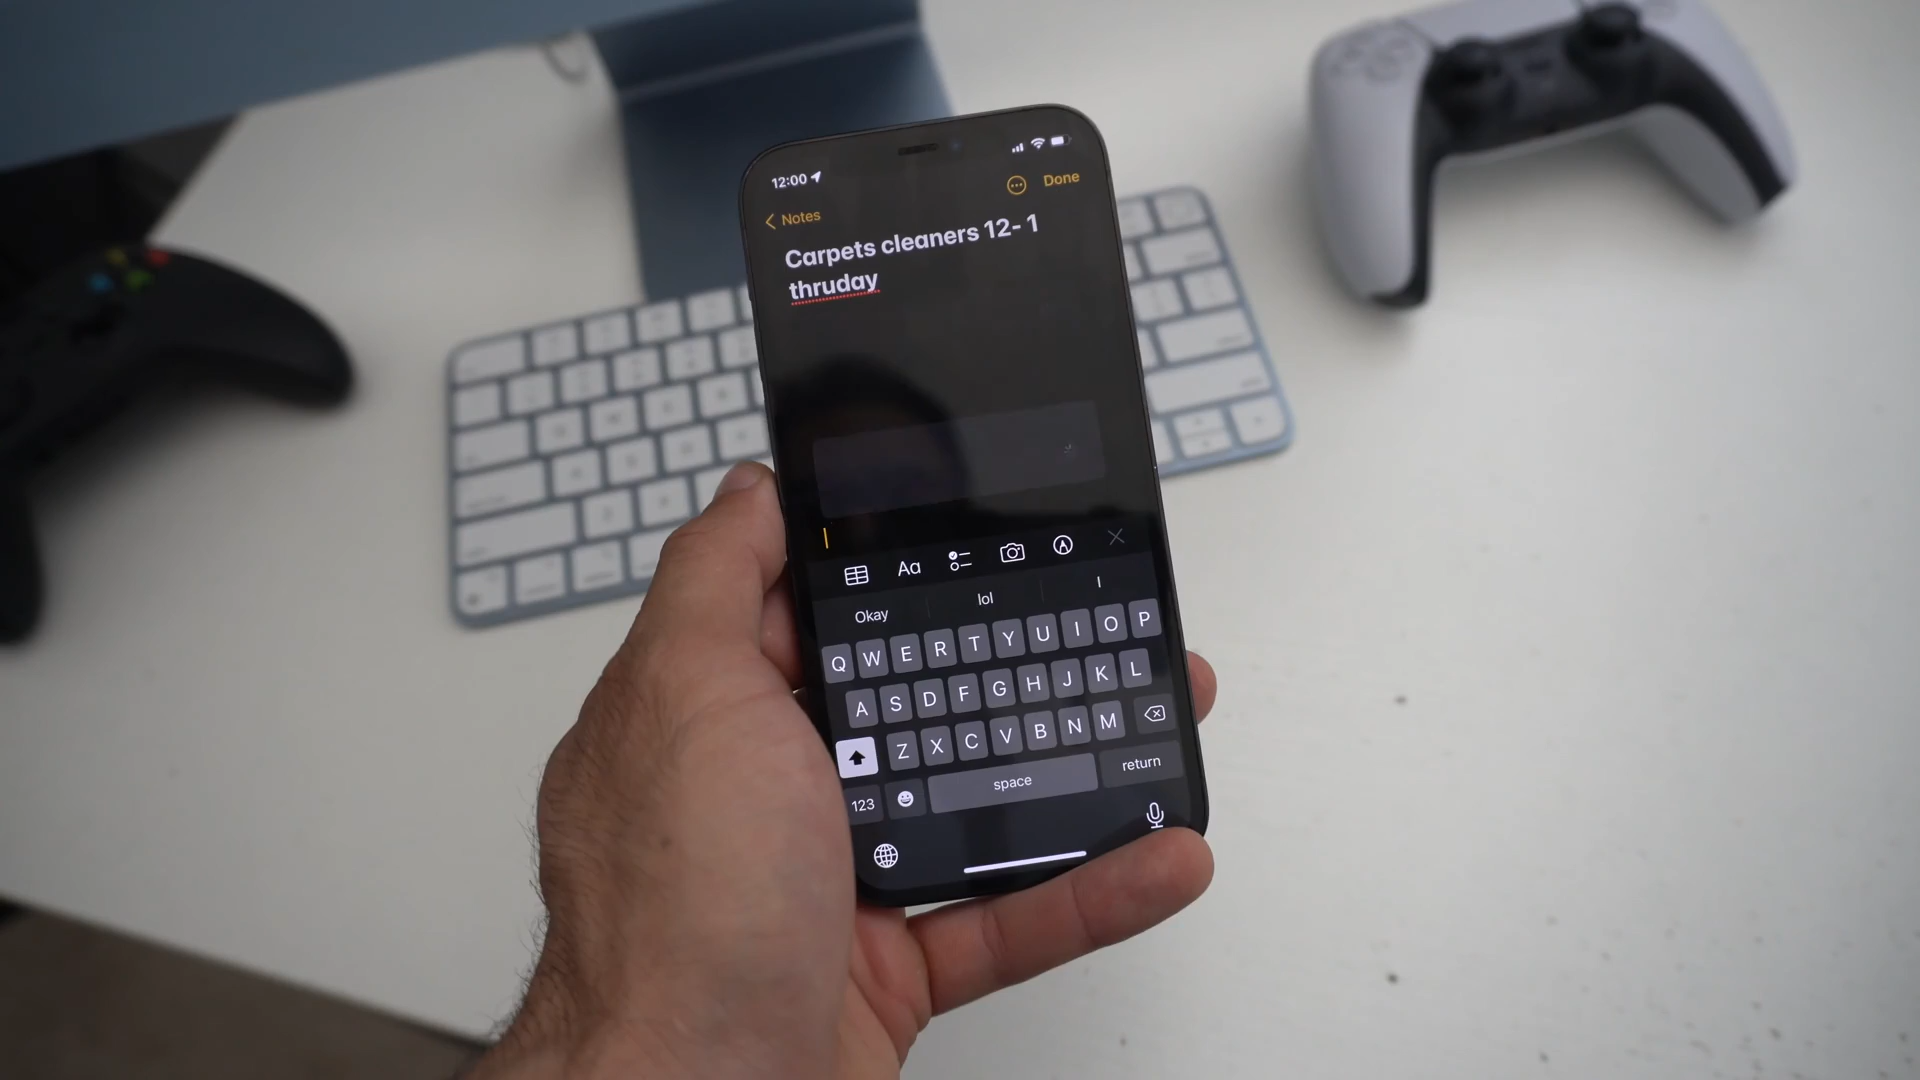 12:00
Done
Notes
Carpets cleaners 12- 1
thruday
Aa
Okay lol I
Q W E R T Y U I O P
A S D F G H J K L
Z X C V B N M
123 space return